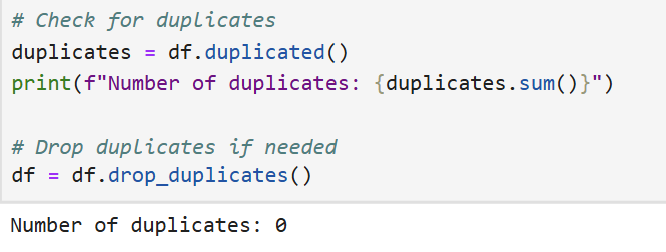 # Check for duplicates
duplicates = df.duplicated()
print(f"Number of duplicates: {duplicates.sum()}")
# Drop duplicates if needed
df = df.drop_duplicates()
Number of duplicates: 0